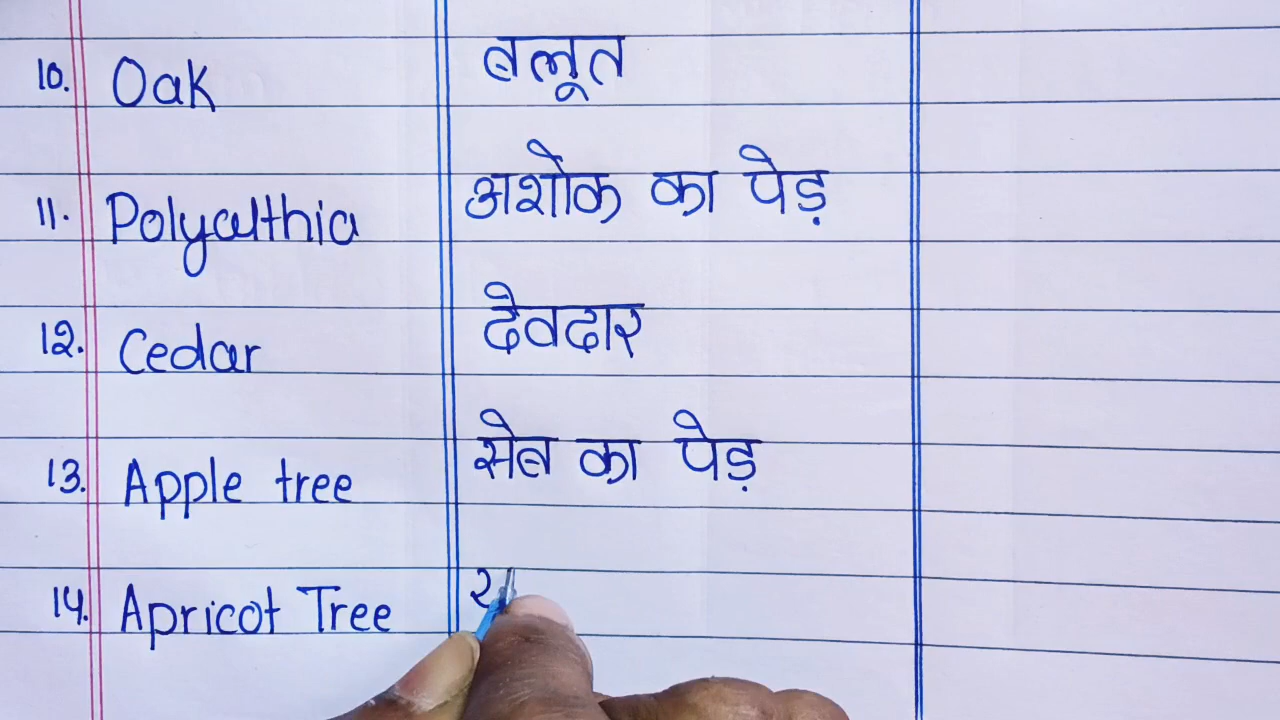 10. Oak बलूत
11. Polyalthia अशोक का पेड़
12. Cedar देवदार
13. Apple tree सेब का पेड़
14. Apricot Tree